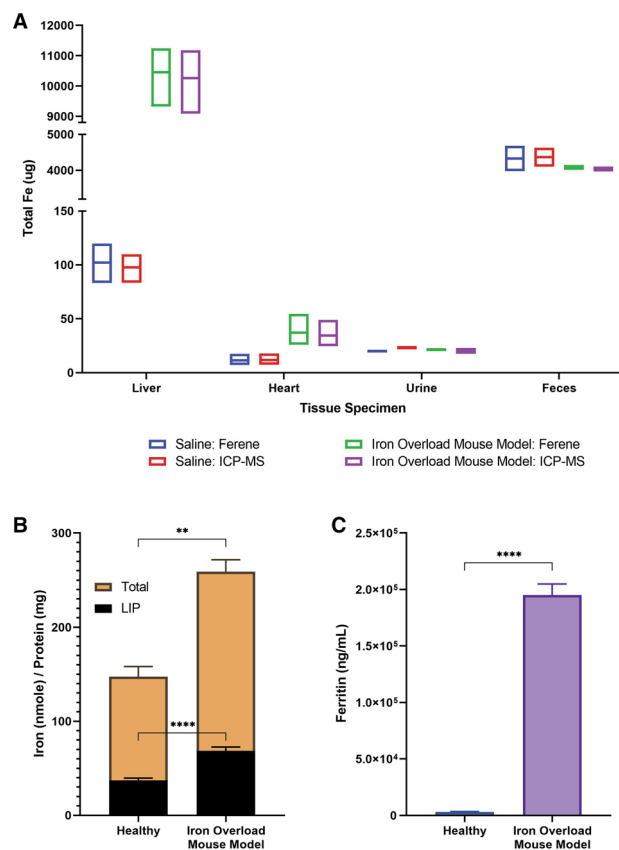 A
12000
11000
10000
9000
5000
4000
150
100
50
0
Total Fe (ug)
Liver
Heart
Urine
Feces
Tissue Specimen
Saline: Ferene
Iron Overload Mouse Model: Ferene
Saline: ICP-MS
Iron Overload Mouse Model: ICP-MS
B
300
200
100
0
Iron (nmole) / Protein (mg)
**
Total
LIP
****
Healthy
Iron Overload
Mouse Model
C
2.5×10⁵
2.0×10⁵
1.5×10⁵
1.0×10⁵
5.0×10⁴
0
Ferritin (ng/mL)
****
Healthy
Iron Overload
Mouse Model